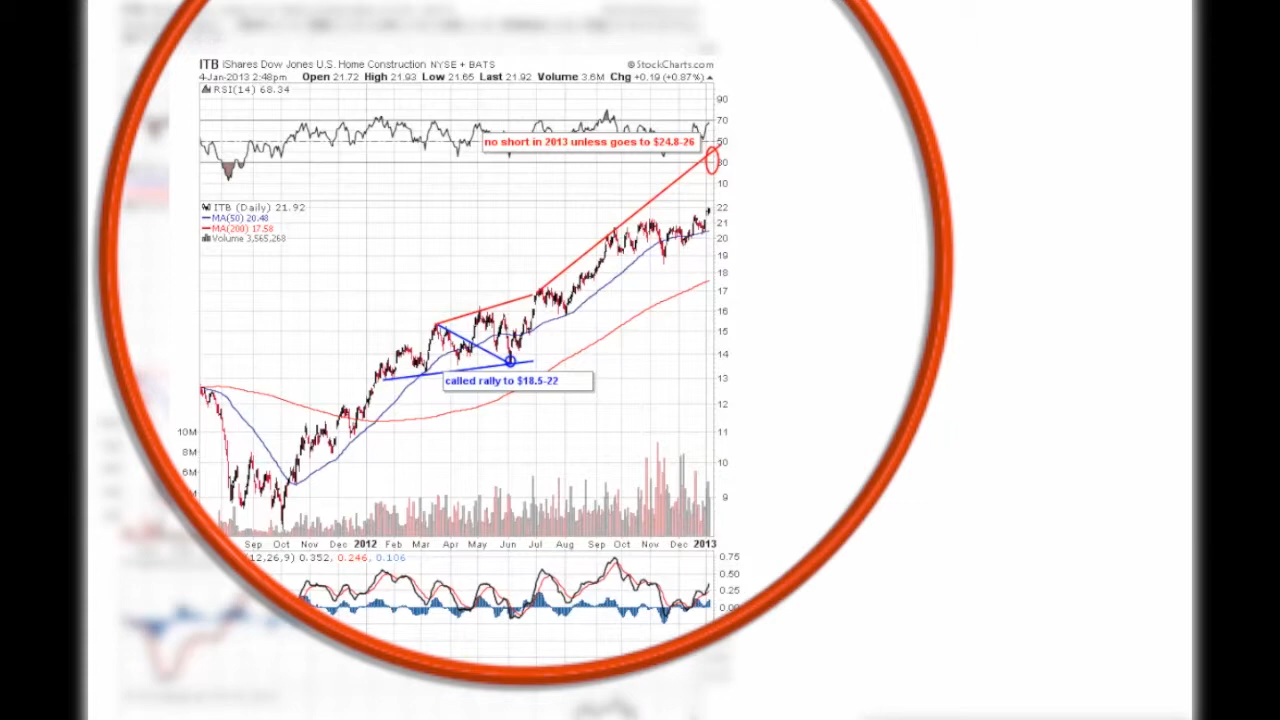 ITB iShares Dow Jones U.S. Home Construction NYSE + BATS © StockCharts.com
4-Jan-2013 2:48pm Open 21.72 High 21.93 Low 21.65 Last 21.92 Volume 3.6M Chg +0.19 (+0.87%)
RSI(14) 68.34
90
70
no short in 2013 unless goes to $24.8-26
50
30
10
ITB (Daily) 21.92
22
MA(50) 20.48
21
MA(200) 17.58
Volume 3,565,268
20
19
18
17
16
15
14
called rally to $18.5-22
13
12
10M
11
8M
10
6M
9
Sep Oct Nov Dec 2012 Feb Mar Apr May Jun Jul Aug Sep Oct Nov Dec 2013
(12,26,9) 0.352, 0.246, 0.106
0.75
0.50
0.25
0.00